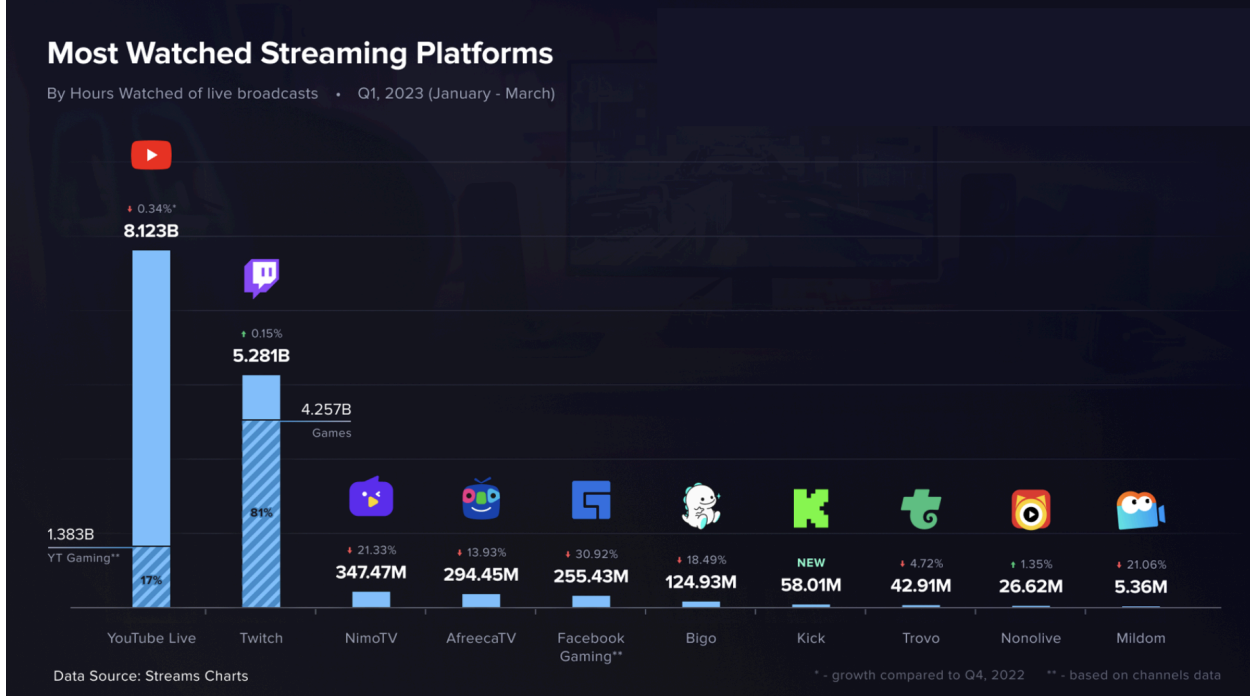 Most Watched Streaming Platforms
By Hours Watched of live broadcasts • Q1, 2023 (January - March)
0.34%*
8.123B
0.15%
5.281B
4.257B
Games
81%
1.383B
YT Gaming**
17%
21.33%
347.47M
13.93%
294.45M
30.92%
255.43M
18.49%
124.93M
NEW
58.01M
4.72%
42.91M
1.35%
26.62M
21.06%
5.36M
YouTube Live
Twitch
NimoTV
AfreecaTV
Facebook
Gaming**
Bigo
Kick
Trovo
Nonolive
Mildom
Data Source: Streams Charts
* - growth compared to Q4, 2022 ** - based on channels data